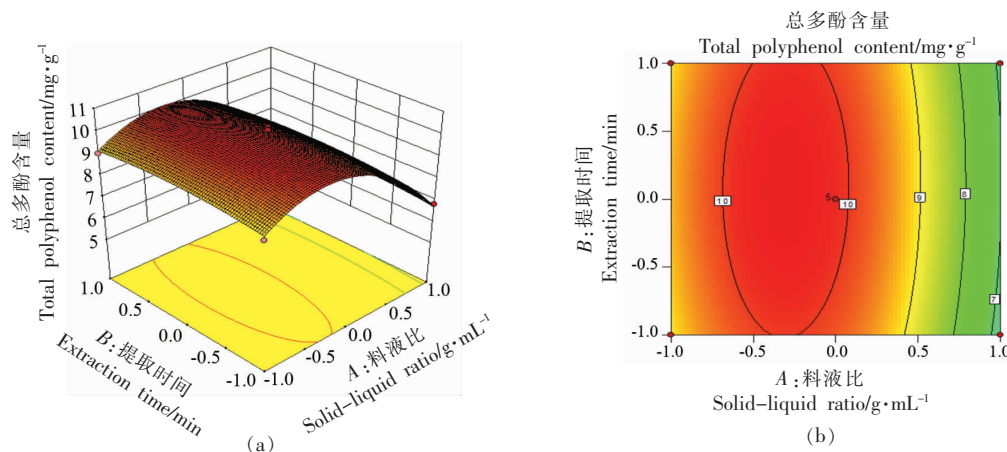 总多酚含量
Total polyphenol content/mg·g⁻¹
11
10
9
8
7
6
5
1.0
0.5
0.0
-0.5
-1.0
B:提取时间
Extraction time/min
-1.0
-0.5
0.0
0.5
1.0
A:料液比
Solid-liquid ratio/g·mL⁻¹
(a)
总多酚含量
Total polyphenol content/mg·g⁻¹
B:提取时间
Extraction time/min
1.0
0.5
0.0
-0.5
-1.0
10
5
10
9
8
7
-1.0
-0.5
0.0
0.5
1.0
A:料液比
Solid-liquid ratio/g·mL⁻¹
(b)